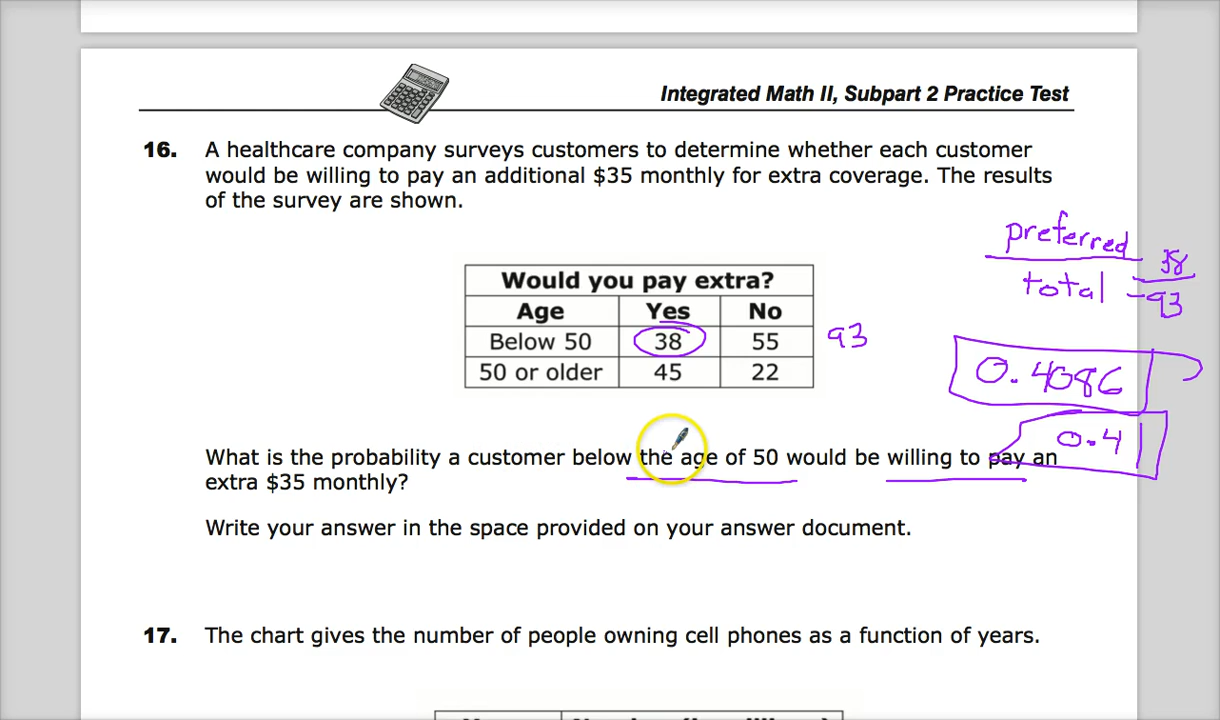 Integrated Math II, Subpart 2 Practice Test
16. A healthcare company surveys customers to determine whether each customer
would be willing to pay an additional $35 monthly for extra coverage. The results
of the survey are shown.
preferred
total
38
93
Would you pay extra?
Age Yes No
Below 50 38 55
93
50 or older 45 22
0.4086
0.41
What is the probability a customer below the age of 50 would be willing to pay an
extra $35 monthly?
Write your answer in the space provided on your answer document.
17. The chart gives the number of people owning cell phones as a function of years.